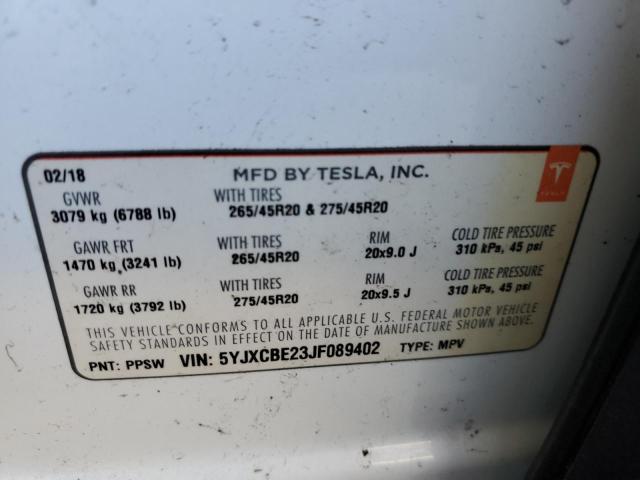 02/18 MFD BY TESLA, INC.
GVWR WITH TIRES
3079 kg (6788 lb) 265/45R20 & 275/45R20
GAWR FRT WITH TIRES RIM COLD TIRE PRESSURE
1470 kg (3241 lb) 265/45R20 20x9.0 J 310 kPa, 45 psi
GAWR RR WITH TIRES RIM COLD TIRE PRESSURE
1720 kg (3792 lb) 275/45R20 20x9.5 J 310 kPa, 45 psi
THIS VEHICLE CONFORMS TO ALL APPLICABLE U.S. FEDERAL MOTOR VEHICLE
SAFETY STANDARDS IN EFFECT ON THE DATE OF MANUFACTURE SHOWN ABOVE.
PNT: PPSW VIN: 5YJXCBE23JF089402 TYPE: MPV
TESLA